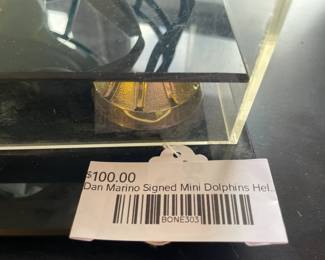 $100.00
Dan Marino Signed Mini Dolphins Hel.
BONE303